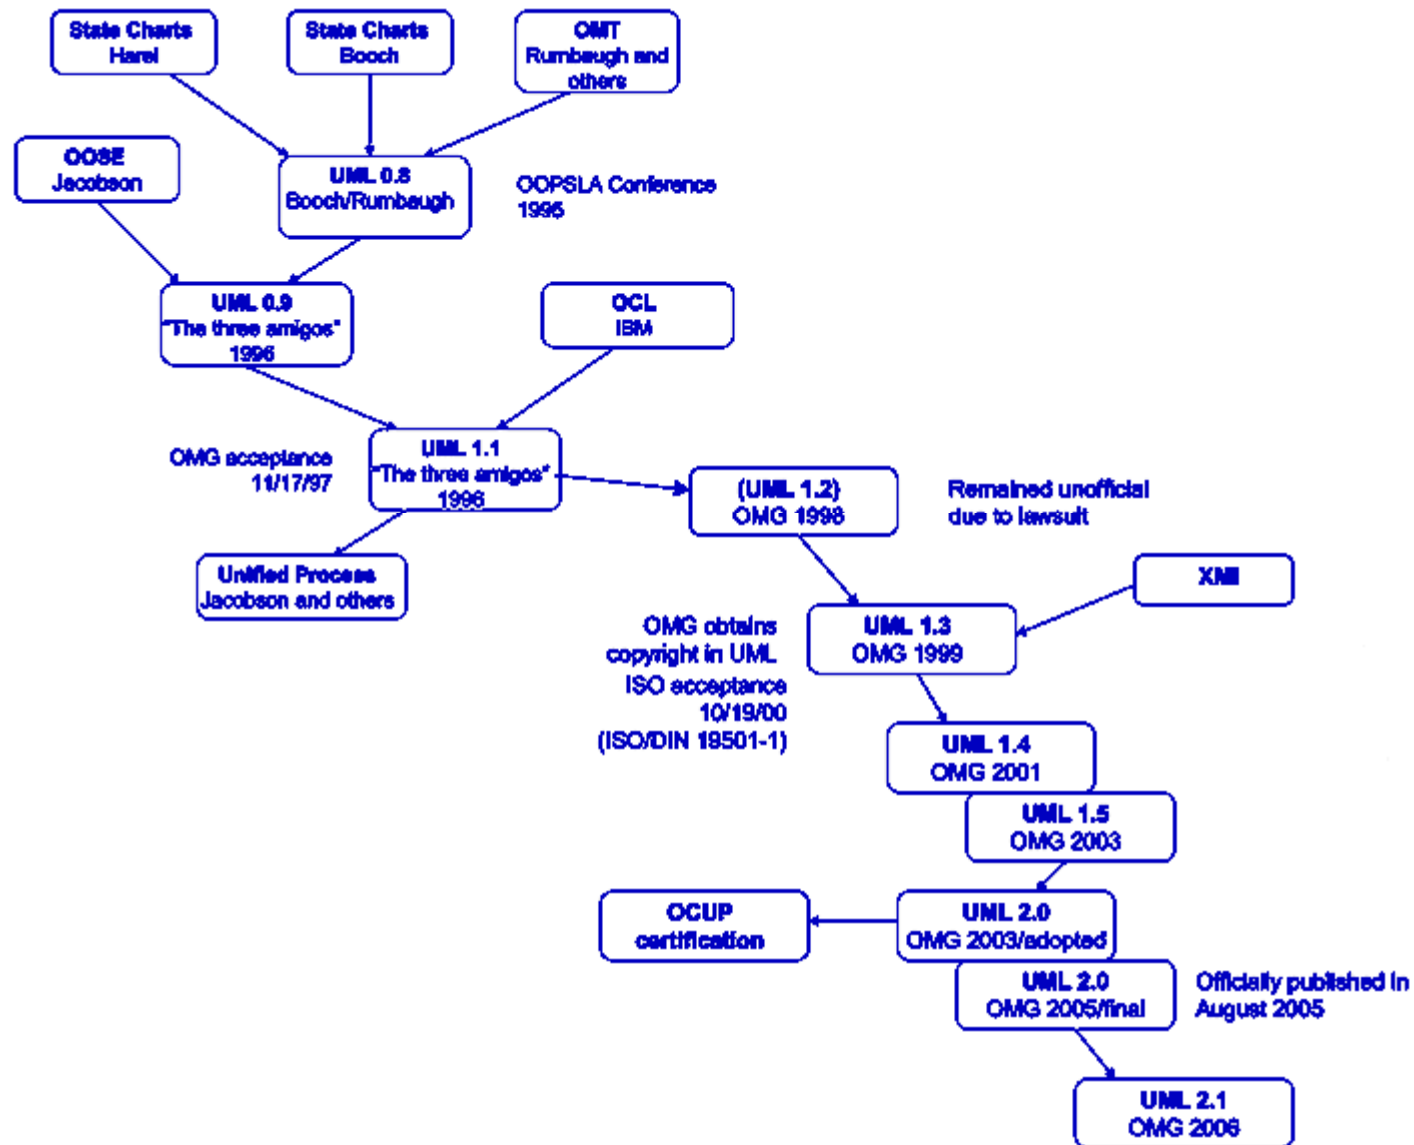 State Charts
Harel
State Charts
Booch
OMT
Rumbaugh and
others
OOSE
Jacobson
UML 0.8
Booch/Rumbaugh
OOPSLA Conference
1995
UML 0.9
"The three amigos"
1996
OCL
IBM
OMG acceptance
11/17/97
UML 1.1
"The three amigos"
1996
(UML 1.2)
OMG 1998
Remained unofficial
due to lawsuit
Unified Process
Jacobson and others
XMI
OMG obtains
copyright in UML
UML 1.3
OMG 1999
ISO acceptance
10/19/00
(ISO/DIN 19501-1)
UML 1.4
OMG 2001
UML 1.5
OMG 2003
OCUP
certification
UML 2.0
OMG 2003/adopted
UML 2.0
OMG 2005/final
Officially published in
August 2005
UML 2.1
OMG 2006